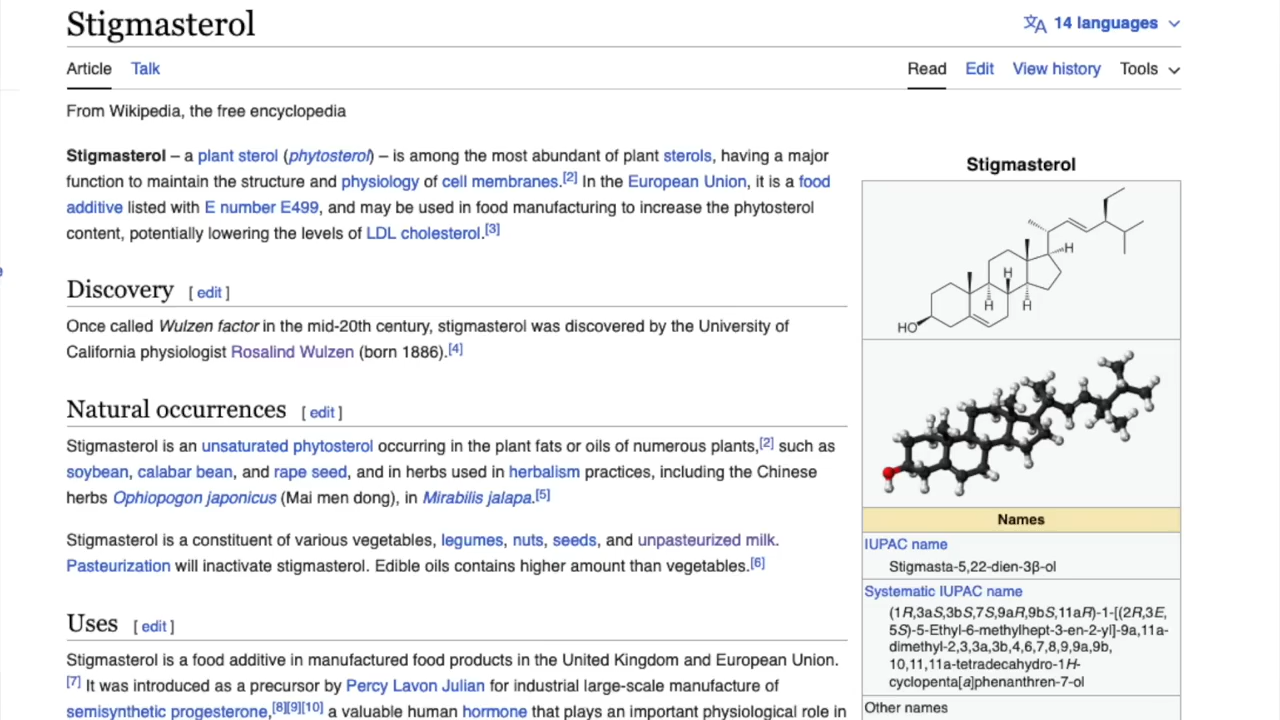 Stigmasterol
14 languages
Article Talk
Read Edit View history Tools
From Wikipedia, the free encyclopedia
Stigmasterol – a plant sterol (phytosterol) – is among the most abundant of plant sterols, having a major
function to maintain the structure and physiology of cell membranes.[2] In the European Union, it is a food
additive listed with E number E499, and may be used in food manufacturing to increase the phytosterol
content, potentially lowering the levels of LDL cholesterol.[3]
Discovery [ edit ]
Once called Wulzen factor in the mid-20th century, stigmasterol was discovered by the University of
California physiologist Rosalind Wulzen (born 1886).[4]
Natural occurrences [ edit ]
Stigmasterol is an unsaturated phytosterol occurring in the plant fats or oils of numerous plants,[2] such as
soybean, calabar bean, and rape seed, and in herbs used in herbalism practices, including the Chinese
herbs Ophiopogon japonicus (Mai men dong), in Mirabilis jalapa.[5]
Stigmasterol is a constituent of various vegetables, legumes, nuts, seeds, and unpasteurized milk.
Pasteurization will inactivate stigmasterol. Edible oils contains higher amount than vegetables.[6]
Uses [ edit ]
Stigmasterol is a food additive in manufactured food products in the United Kingdom and European Union.
[7] It was introduced as a precursor by Percy Lavon Julian for industrial large-scale manufacture of
semisynthetic progesterone,[8][9][10] a valuable human hormone that plays an important physiological role in
Stigmasterol
H
H
H H
HO
Names
IUPAC name
Stigmasta-5,22-dien-3β-ol
Systematic IUPAC name
(1R,3aS,3bS,7S,9aR,9bS,11aR)-1-[(2R,3E,
5S)-5-Ethyl-6-methylhept-3-en-2-yl]-9a,11a-
dimethyl-2,3,3a,3b,4,6,7,8,9,9a,9b,
10,11,11a-tetradecahydro-1H-
cyclopenta[a]phenanthren-7-ol
Other names